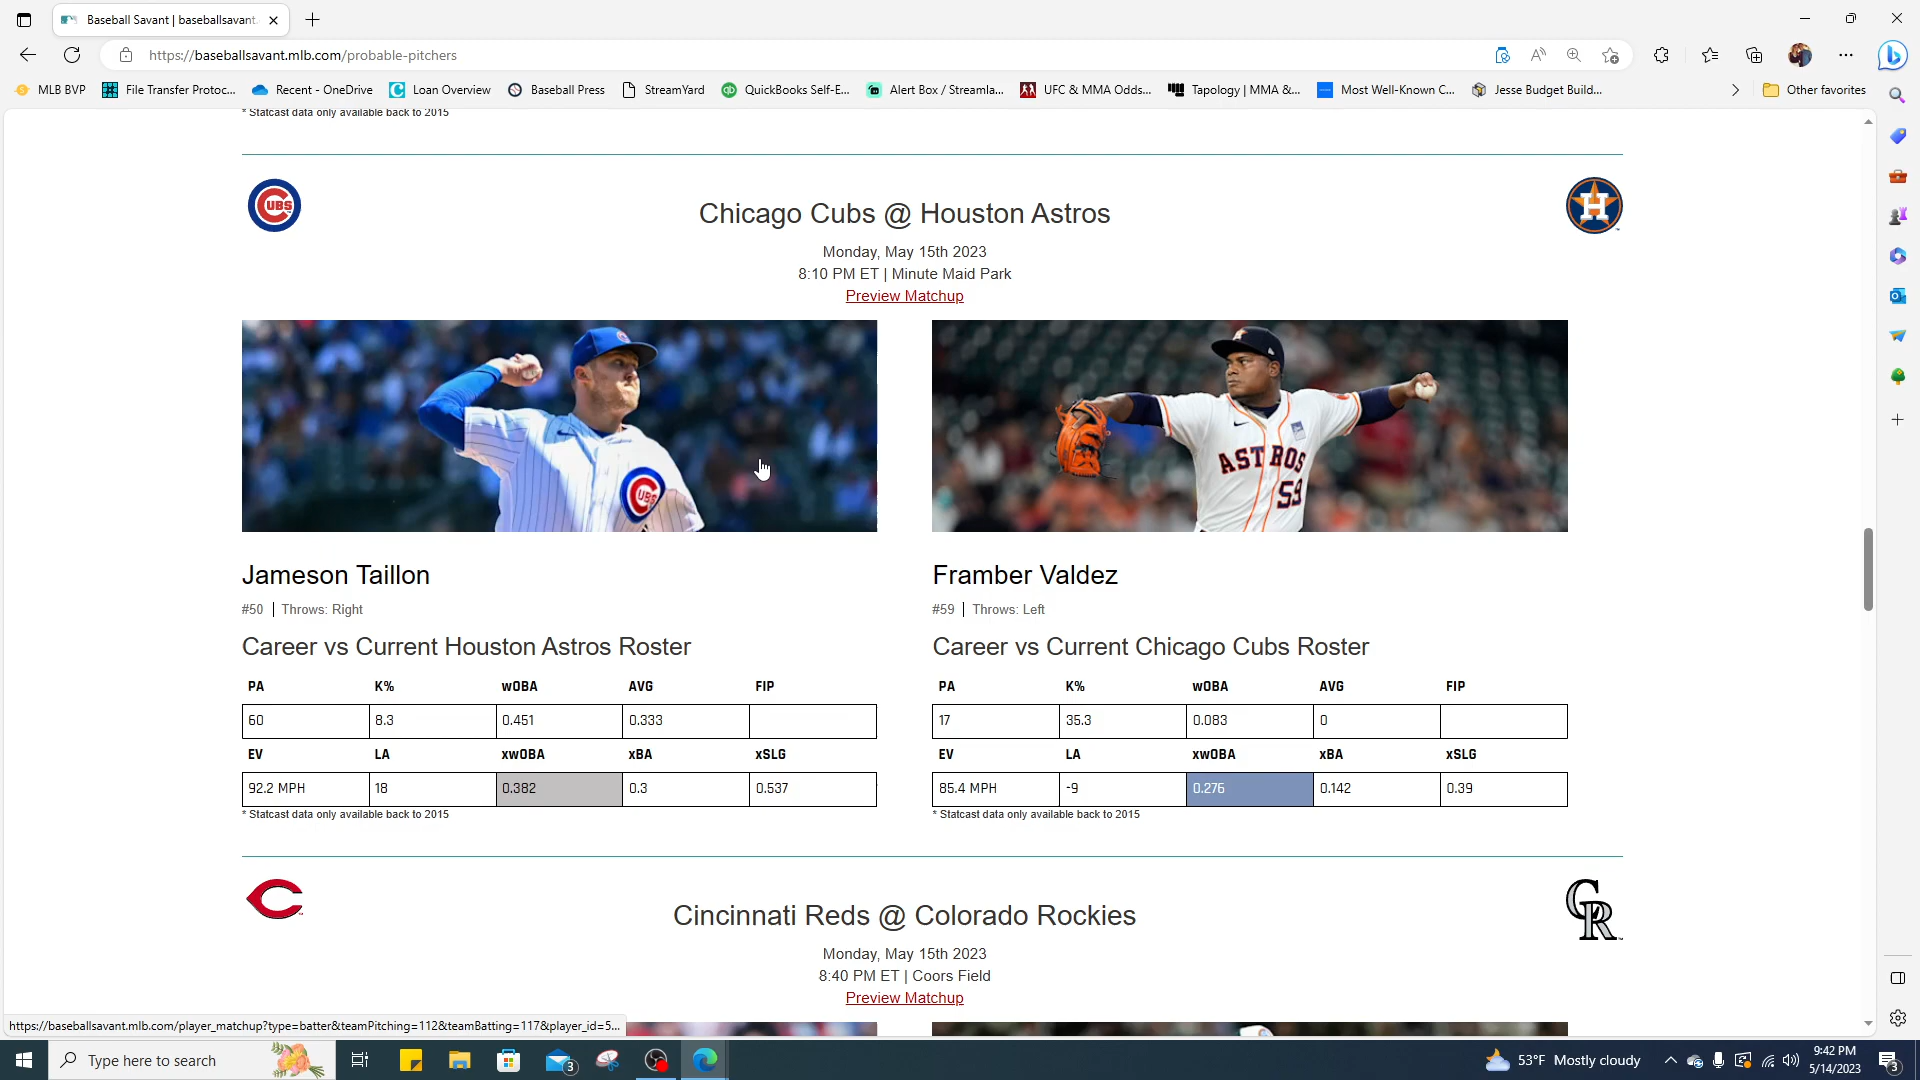 Baseball Savant | baseballsavant.
https://baseballsavant.mlb.com/probable-pitchers
MLB BVP
File Transfer Protoc...
Recent - OneDrive
Loan Overview
Baseball Press
StreamYard
QuickBooks Self-E...
Alert Box / Streamla...
UFC & MMA Odds...
Tapology | MMA &...
Most Well-Known C...
Jesse Budget Build...
Other favorites
* Statcast data only available back to 2015
CUBS
Chicago Cubs @ Houston Astros
H
Monday, May 15th 2023
8:10 PM ET | Minute Maid Park
Preview Matchup
CUBS
ASTROS
59
Jameson Taillon
Framber Valdez
#50 | Throws: Right
#59 | Throws: Left
Career vs Current Houston Astros Roster
Career vs Current Chicago Cubs Roster
PA K% wOBA AVG FIP
60 8.3 0.451 0.333
EV LA xwOBA xBA xSLG
92.2 MPH 18 0.382 0.3 0.537
* Statcast data only available back to 2015
PA K% wOBA AVG FIP
17 35.3 0.083 0
EV LA xwOBA xBA xSLG
85.4 MPH -9 0.276 0.142 0.39
* Statcast data only available back to 2015
C
Cincinnati Reds @ Colorado Rockies
CR
Monday, May 15th 2023
8:40 PM ET | Coors Field
Preview Matchup
https://baseballsavant.mlb.com/player_matchup?type=batter&teamPitching=112&teamBatting=117&player_id=5...
Type here to search
3
53°F Mostly cloudy
9:42 PM
5/14/2023
3